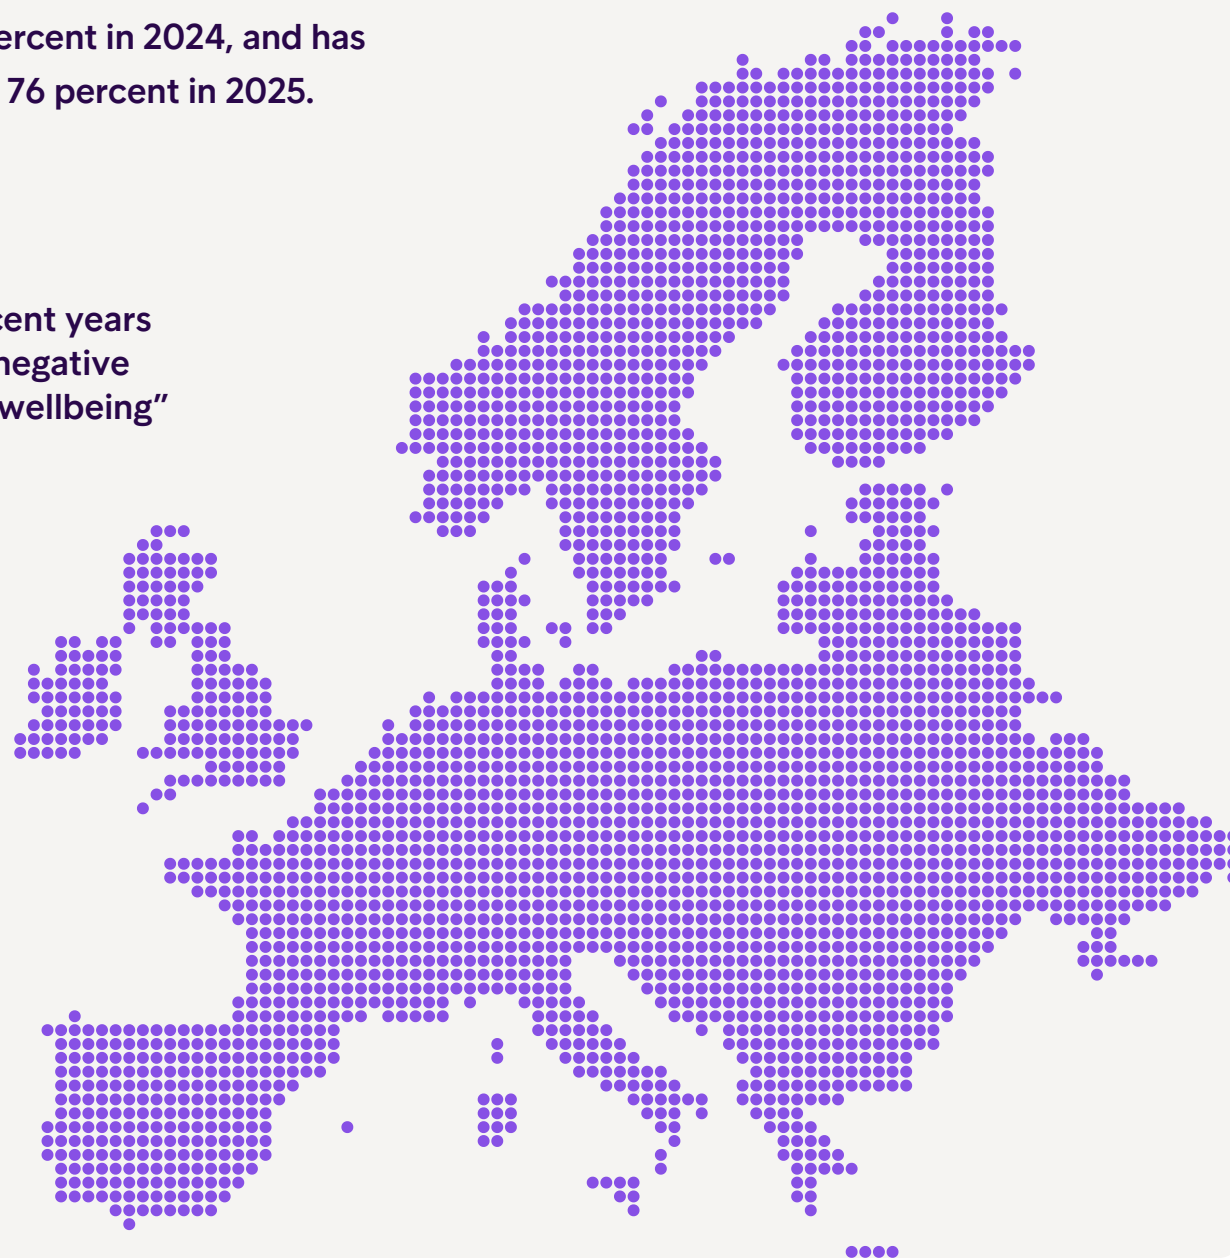 ercent in 2024, and has
76 percent in 2025.
cent years
negative
wellbeing”